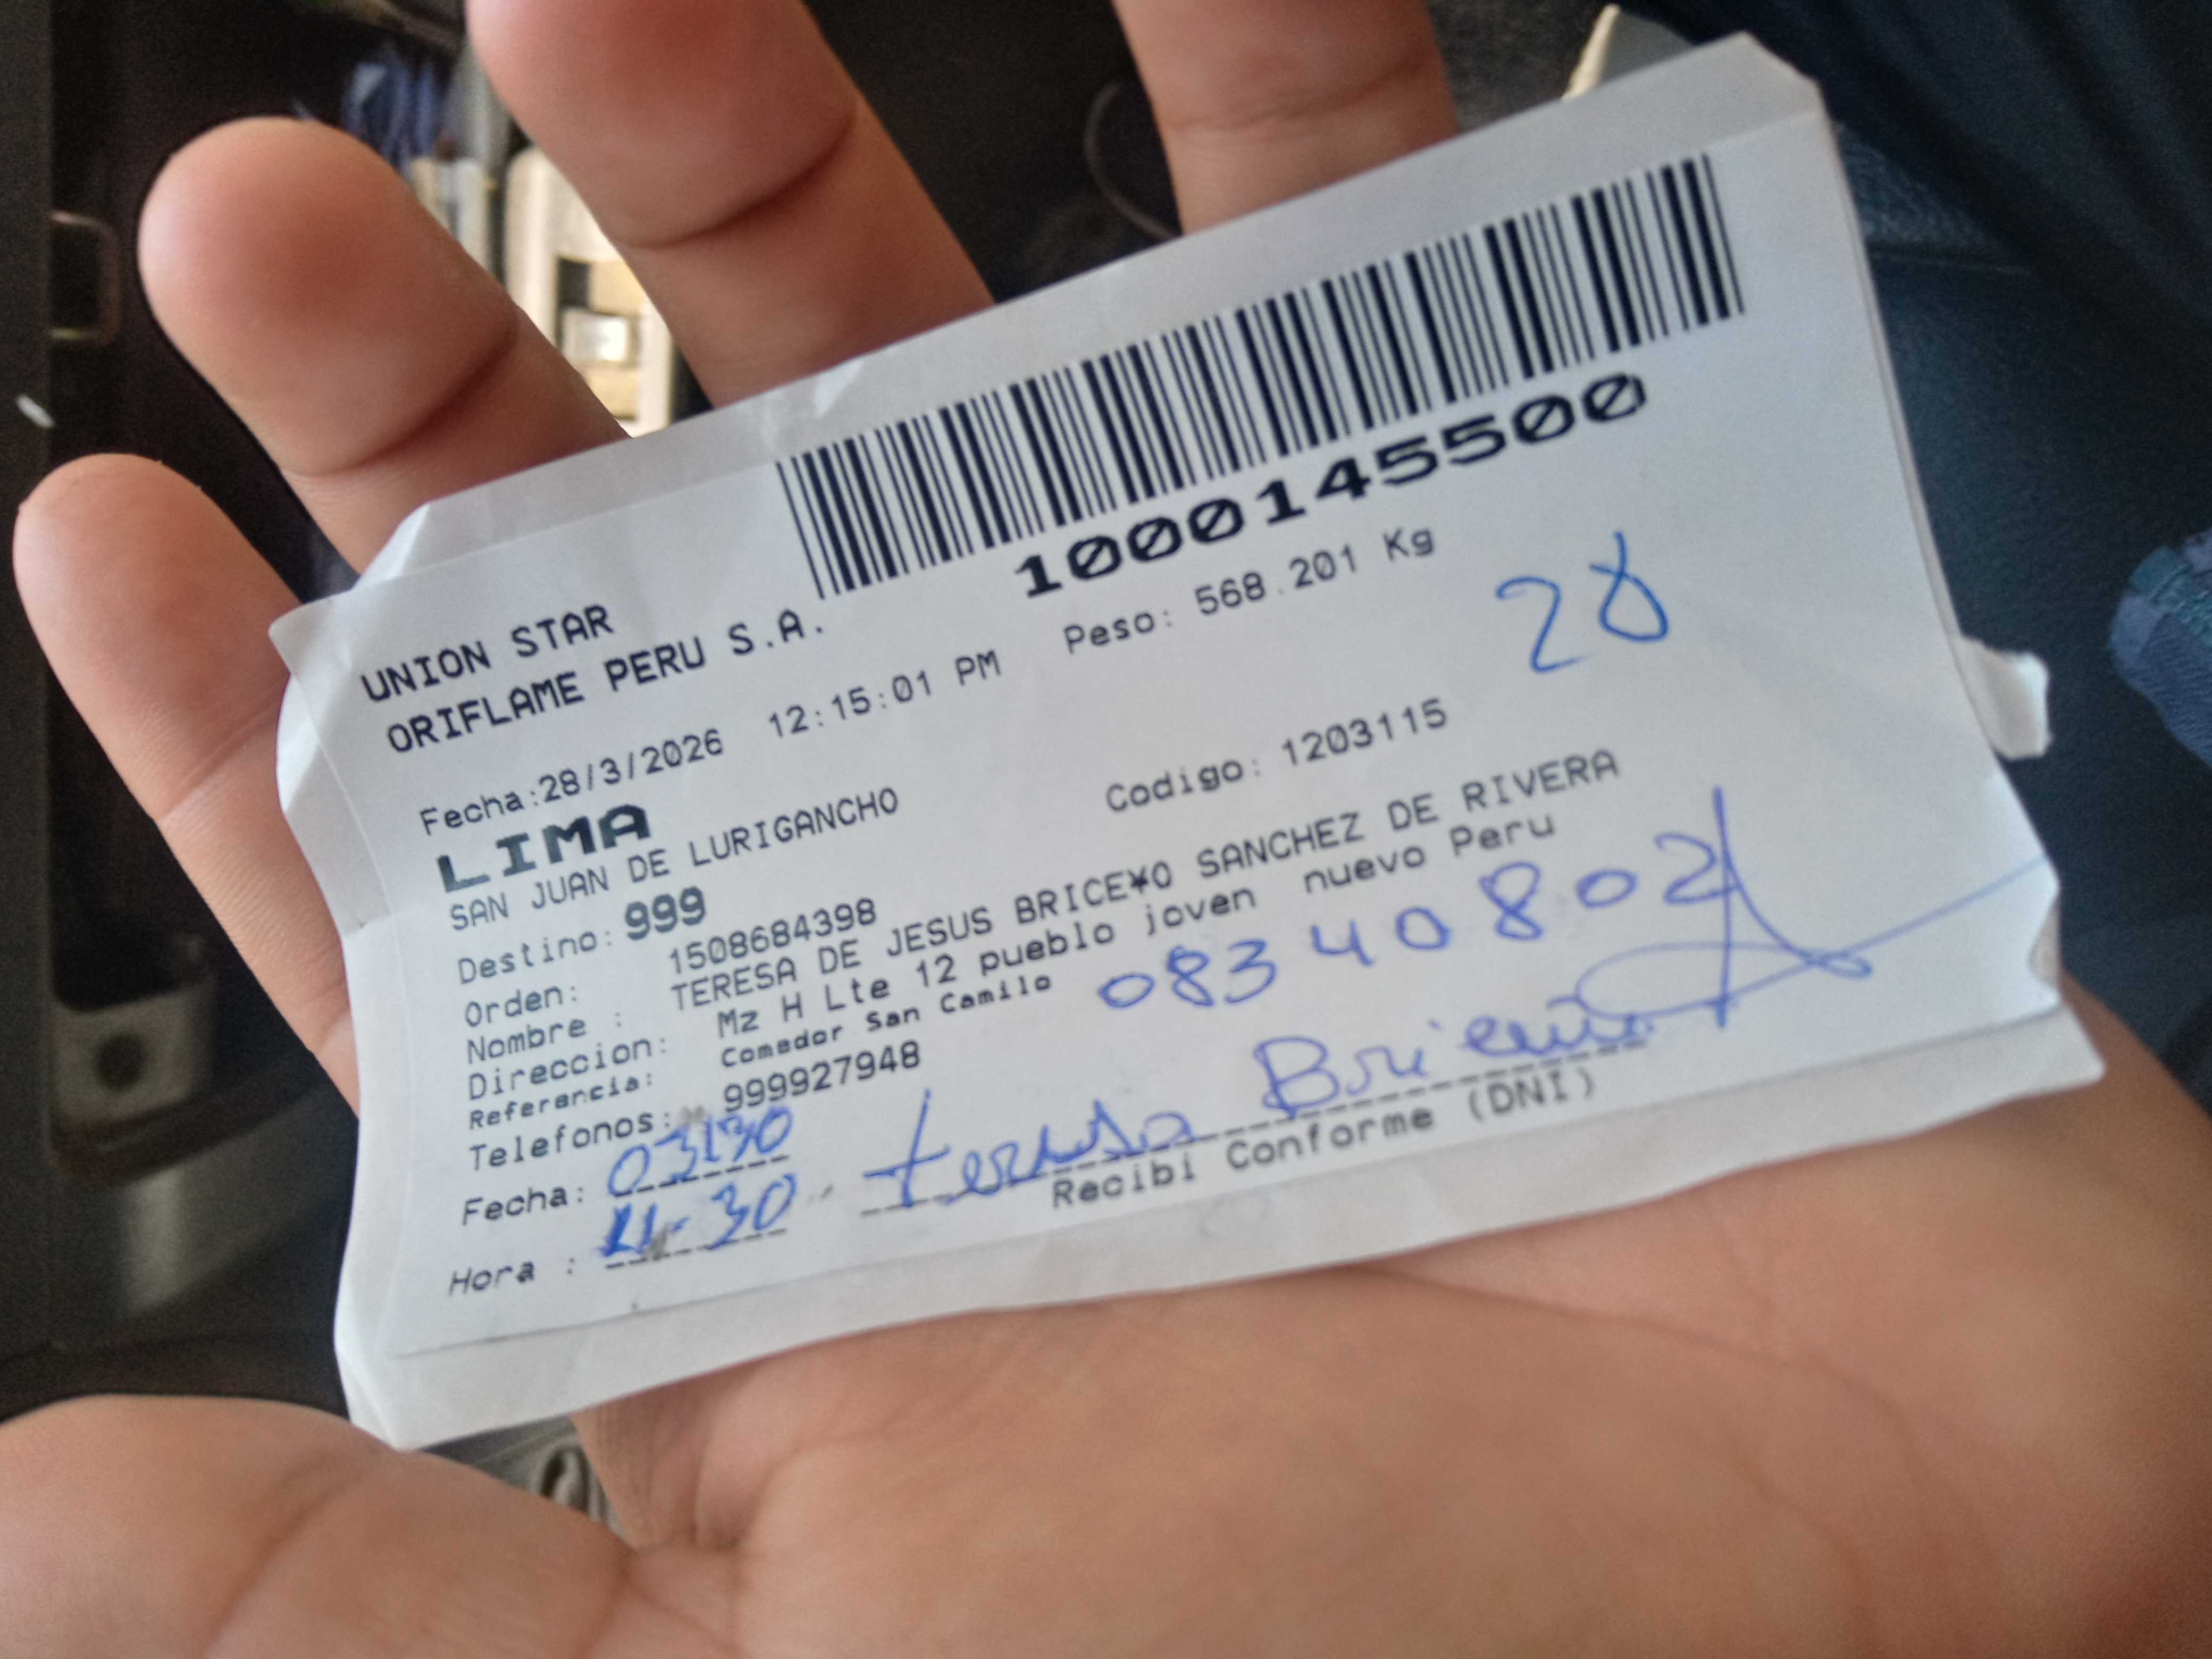 1000145500
UNION STAR
ORIFLAME PERU S.A.
Fecha:28/3/2026 12:15:01 PM Peso: 568.201 Kg
28
LIMA
SAN JUAN DE LURIGANCHO Codigo: 1203115
Destino: 999
Orden: 1508684398
Nombre : TERESA DE JESUS BRICE¥O SANCHEZ DE RIVERA
Direccion: Mz H Lte 12 pueblo joven nuevo Peru
Referencia: Comedor San Camilo
08340802
Telefonos: 999927948
Fecha:
Hora : 11-30 teresa Briceño
Recibi Conforme (DNI)